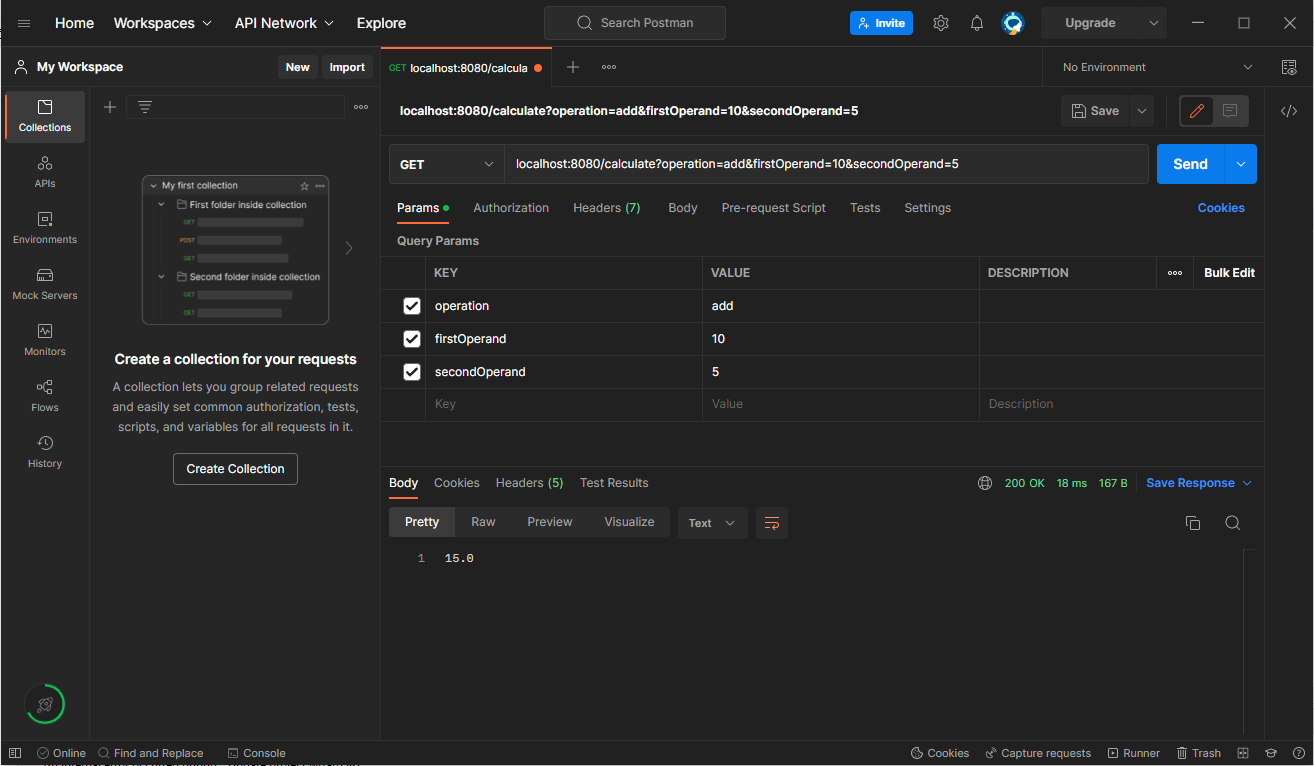 Home Workspaces API Network Explore Search Postman Invite Upgrade
My Workspace New Import
GET localhost:8080/calcula No Environment
Collections
APIs
Environments
Mock Servers
Monitors
Flows
History
My first collection
First folder inside collection
GET
POST
GET
Second folder inside collection
GET
GET
Create a collection for your requests
A collection lets you group related requests
and easily set common authorization, tests,
scripts, and variables for all requests in it.
Create Collection
localhost:8080/calculate?operation=add&firstOperand=10&secondOperand=5 Save
GET localhost:8080/calculate?operation=add&firstOperand=10&secondOperand=5 Send
Params Authorization Headers (7) Body Pre-request Script Tests Settings Cookies
Query Params
KEY VALUE DESCRIPTION Bulk Edit
operation add
firstOperand 10
secondOperand 5
Key Value Description
Body Cookies Headers (5) Test Results 200 OK 18 ms 167 B Save Response
Pretty Raw Preview Visualize Text
1 15.0
Online Find and Replace Console Cookies Capture requests Runner Trash